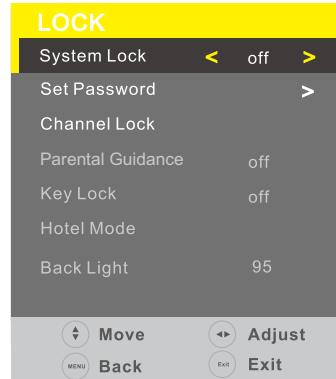 LOCK
System Lock < off >
Set Password >
Channel Lock
Parental Guidance off
Key Lock off
Hotel Mode
Back Light 95
Move Adjust
MENU Back Exit Exit